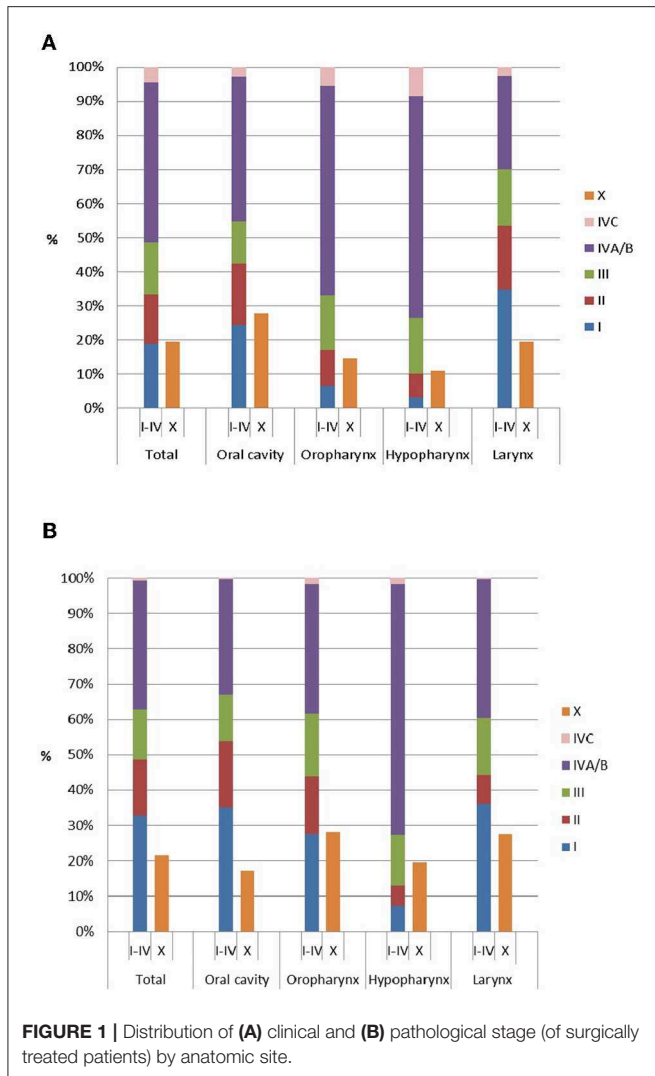 A
100%
90%
80%
70%
60%
%
50%
40%
30%
20%
10%
0%
I-IV X I-IV X I-IV X I-IV X I-IV X
Total Oral cavity Oropharynx Hypopharynx Larynx
X
IVC
IVA/B
III
II
I
B
100%
90%
80%
70%
60%
%
50%
40%
30%
20%
10%
0%
I-IV X I-IV X I-IV X I-IV X I-IV X
Total Oral cavity Oropharynx Hypopharynx Larynx
X
IVC
IVA/B
III
II
I
FIGURE 1 | Distribution of (A) clinical and (B) pathological stage (of surgically
treated patients) by anatomic site.